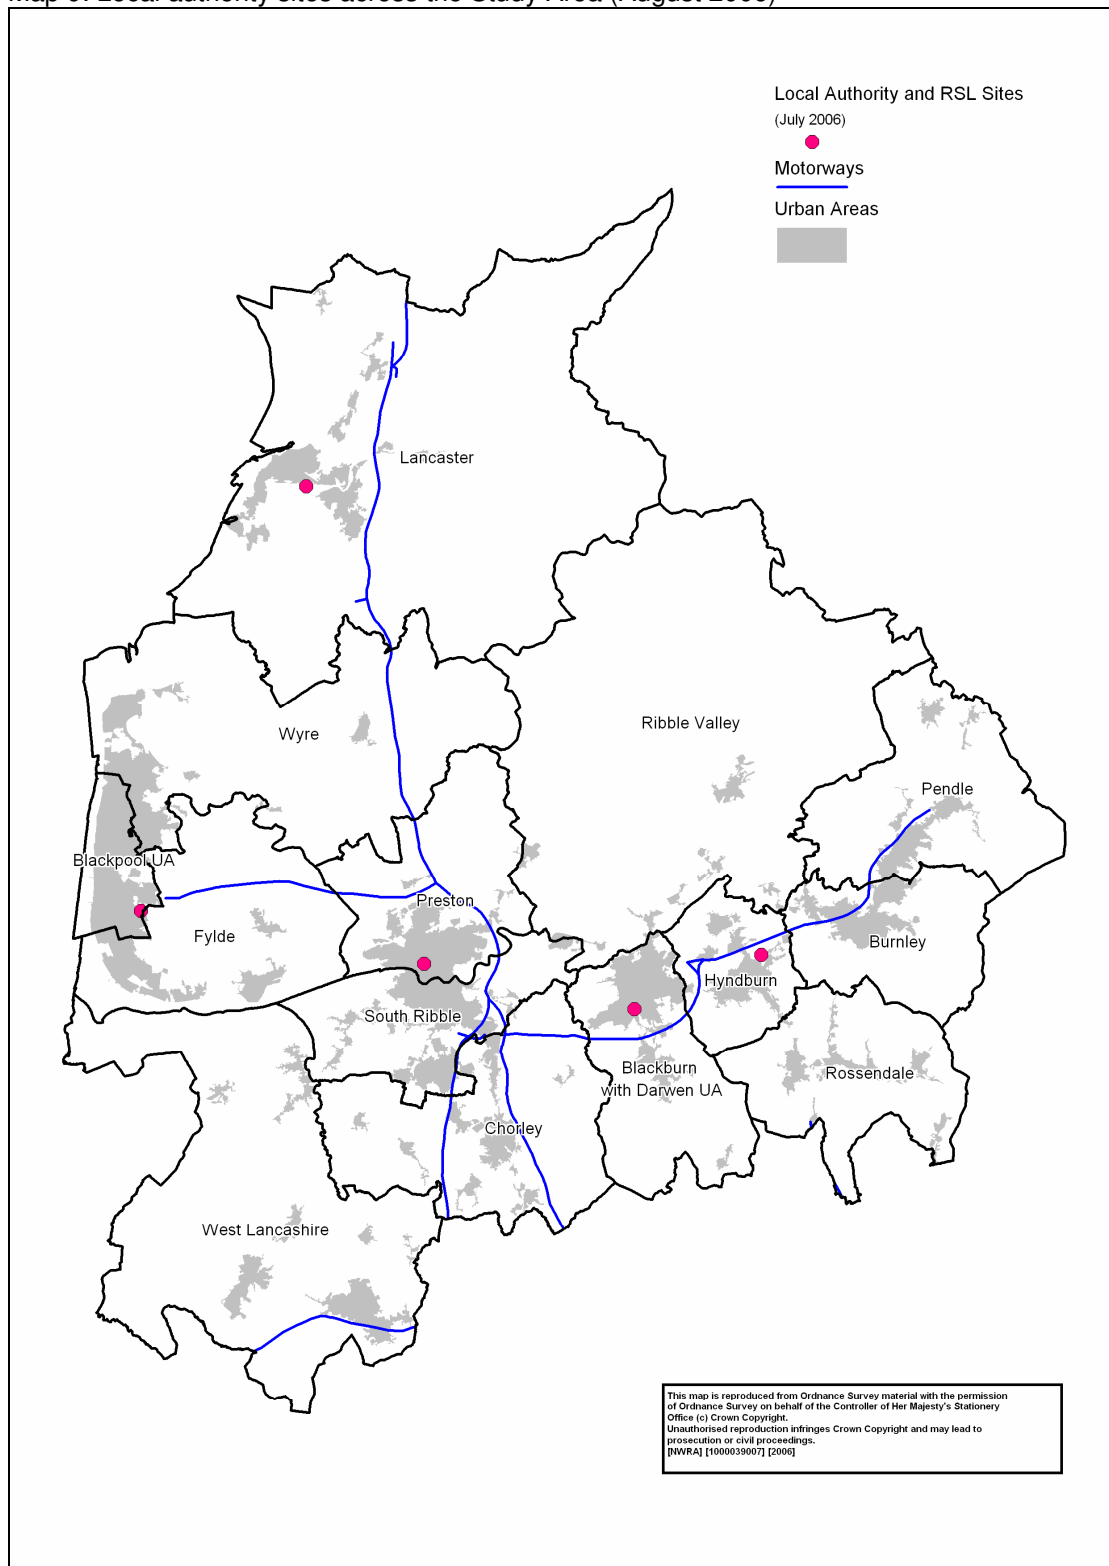 Local Authority and RSL Sites
(July 2006)
Motorways
Urban Areas
Lancaster
Wyre
Ribble Valley
Pendle
Blackpool UA
Preston
Fylde
Burnley
Hyndburn
South Ribble
Blackburn
with Darwen UA
Rossendale
Chorley
West Lancashire
This map is reproduced from Ordnance Survey material with the permission
of Ordnance Survey on behalf of the Controller of Her Majesty's Stationery
Office (c) Crown Copyright.
Unauthorised reproduction infringes Crown Copyright and may lead to
prosecution or civil proceedings.
[NWRA] [1000039007] [2006]